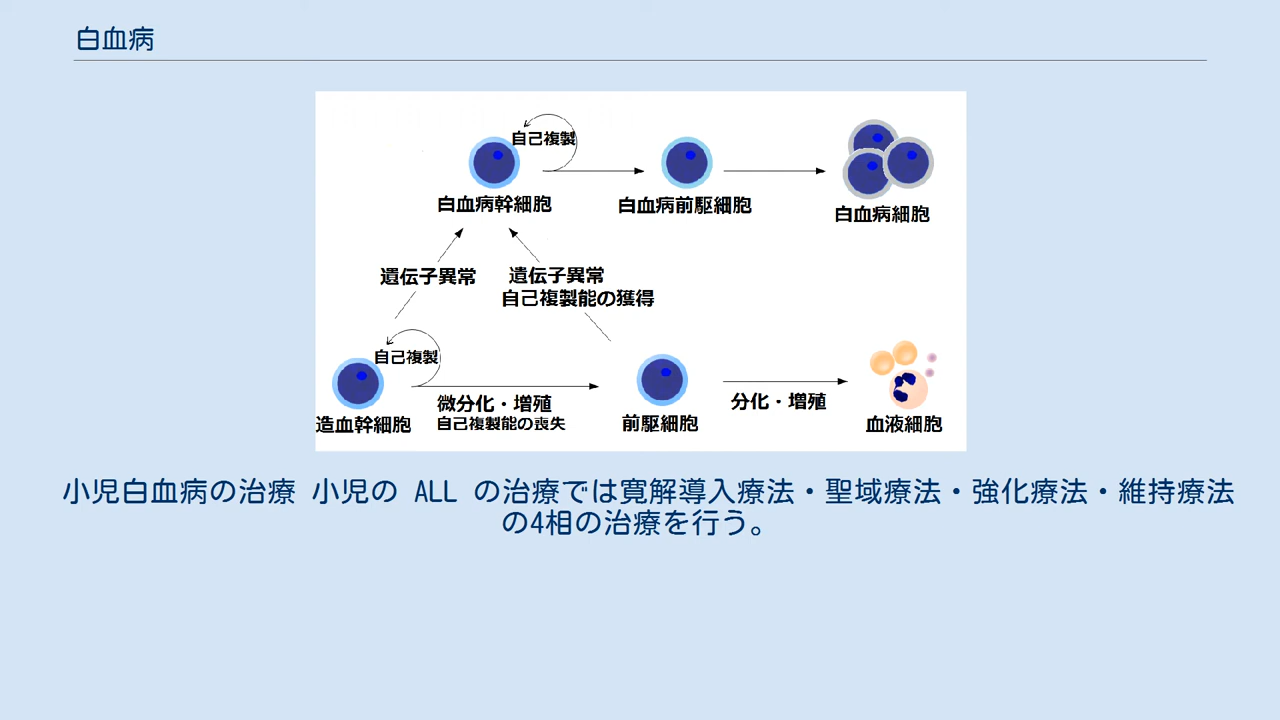 白血病
自己複製
白血病幹細胞
白血病前駆細胞
白血病細胞
遺伝子異常
遺伝子異常
自己複製能の獲得
自己複製
微分化・増殖
自己複製能の喪失
分化・増殖
造血幹細胞
前駆細胞
血液細胞
小児白血病の治療 小児の ALL の治療では寛解導入療法・聖域療法・強化療法・維持療法
の4相の治療を行う。